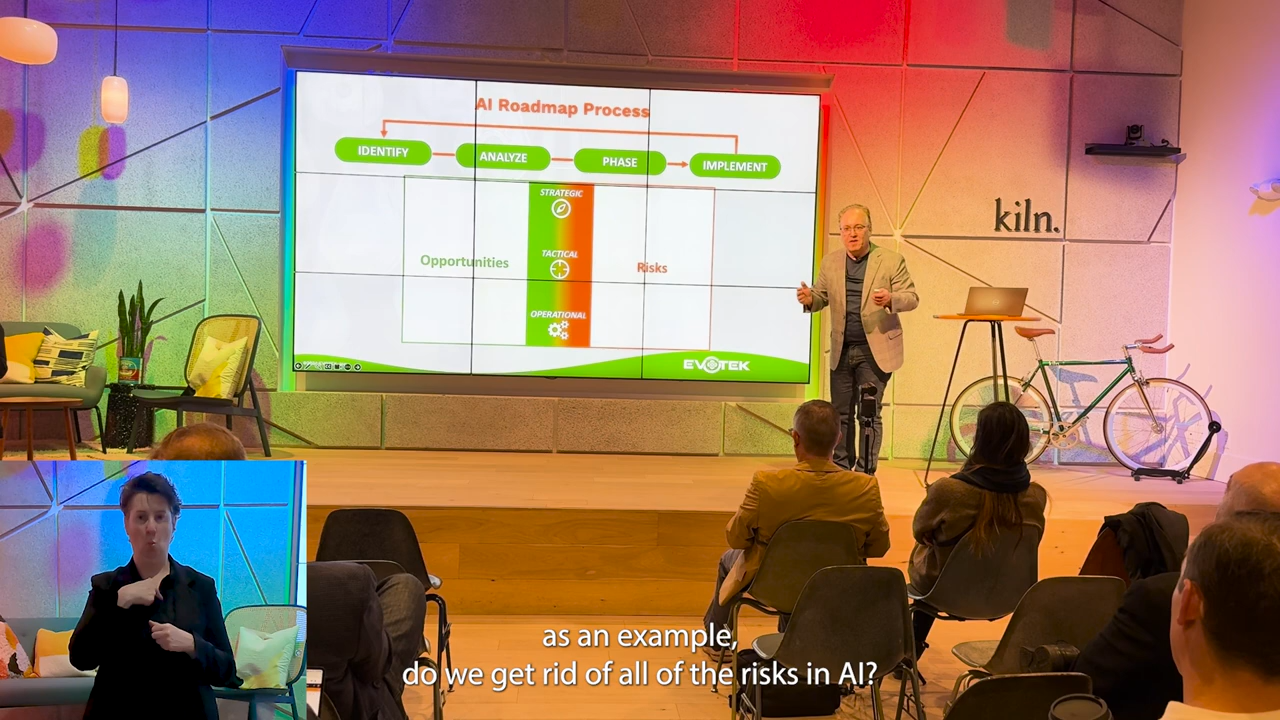 AI Roadmap Process
IDENTIFY
ANALYZE
PHASE
IMPLEMENT
STRATEGIC
Opportunities
TACTICAL
Risks
OPERATIONAL
EVOTEK
kiln.
as an example,
do we get rid of all of the risks in AI?